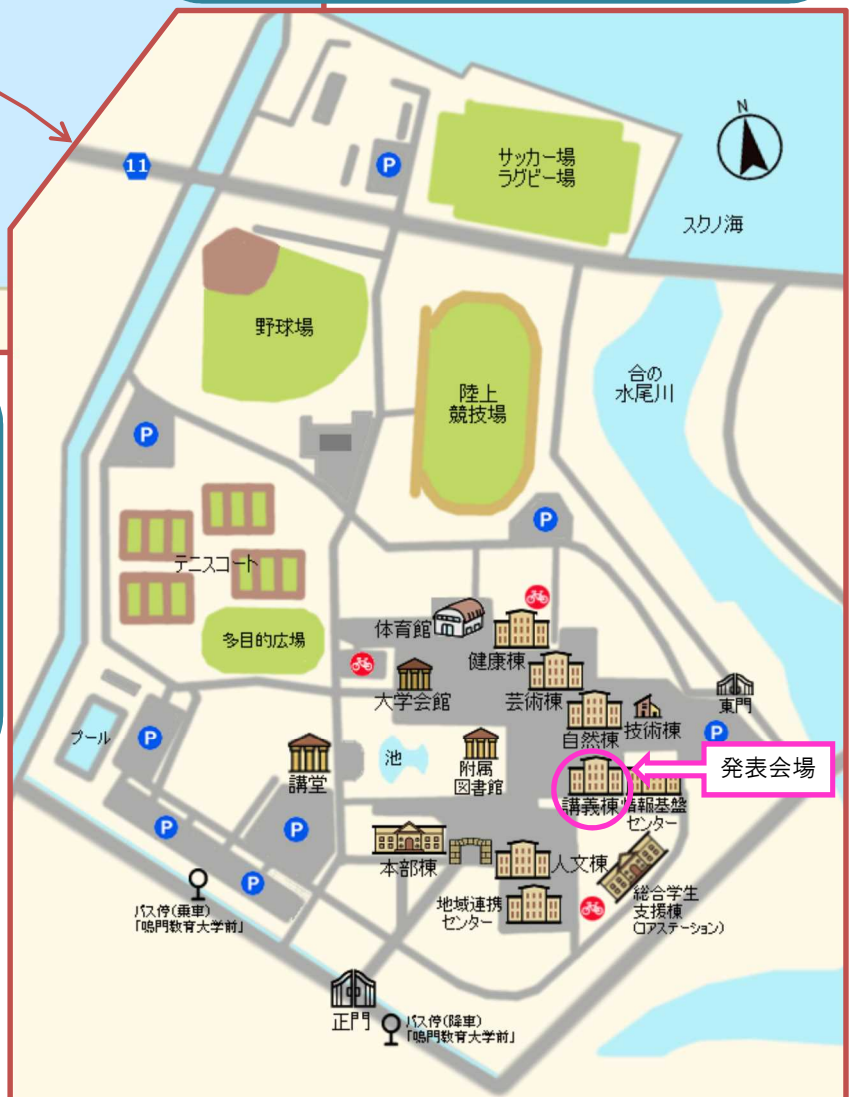 サッカー場
ラグビー場
N
スクノ海
11
P
野球場
陸上
競技場
合の
水尾川
P
P
テニスコート
多目的広場
体育館
健康棟
大学会館
芸術棟
自然棟
技術棟
東門
P
プール
P
講堂
池
附属
図書館
発表会場
講義棟
情報基盤
センター
P
P
P
本部棟
人文棟
地域連携
センター
総合学生
支援棟
(コアステーション)
バス停(乗車)
「鳴門教育大学前」
正門
バス停(降車)
「鳴門教育大学前」